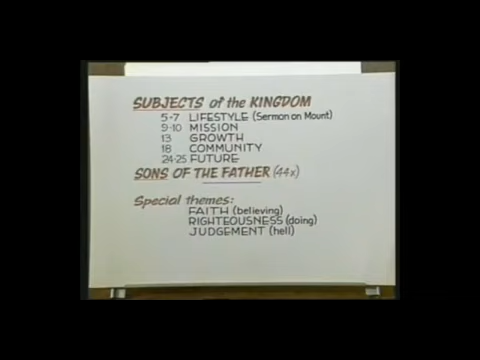 SUBJECTS of the KINGDOM
5-7 LIFESTYLE (Sermon on Mount)
9-10 MISSION
13 GROWTH
18 COMMUNITY
24-25 FUTURE
SONS OF THE FATHER (44x)
Special themes:
FAITH (believing)
RIGHTEOUSNESS (doing)
JUDGEMENT (hell)